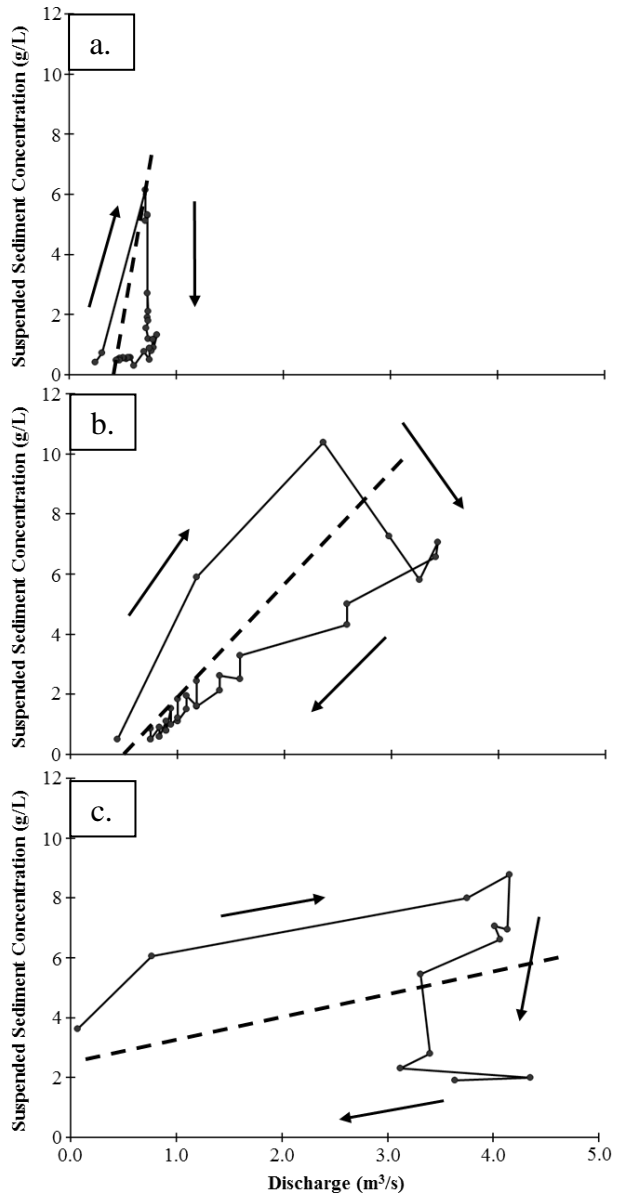 a.
Suspended Sediment Concentration (g/L)
12
10
8
6
4
2
0
b.
Suspended Sediment Concentration (g/L)
12
10
8
6
4
2
0
c.
Suspended Sediment Concentration (g/L)
12
10
8
6
4
2
0
0.0 1.0 2.0 3.0 4.0 5.0
Discharge (m³/s)